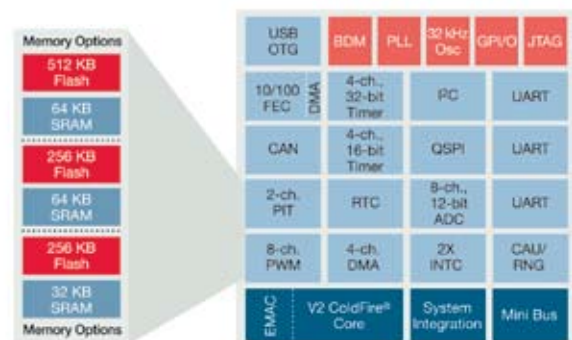 Memory Options
512 KB
Flash
64 KB
SRAM
256 KB
Flash
64 KB
SRAM
256 KB
Flash
32 KB
SRAM
Memory Options
USB
OTG
BDM
PLL
32 kHz
Osc
GPI/O
JTAG
10/100
FEC
DMA
4-ch.,
32-bit
Timer
I²C
UART
CAN
4-ch.,
16-bit
Timer
QSPI
UART
2-ch.
PIT
RTC
8-ch.,
12-bit
ADC
UART
8-ch.
PWM
4-ch.
DMA
2X
INTC
CAU/
RNG
EMAC
V2 ColdFire®
Core
System
Integration
Mini Bus